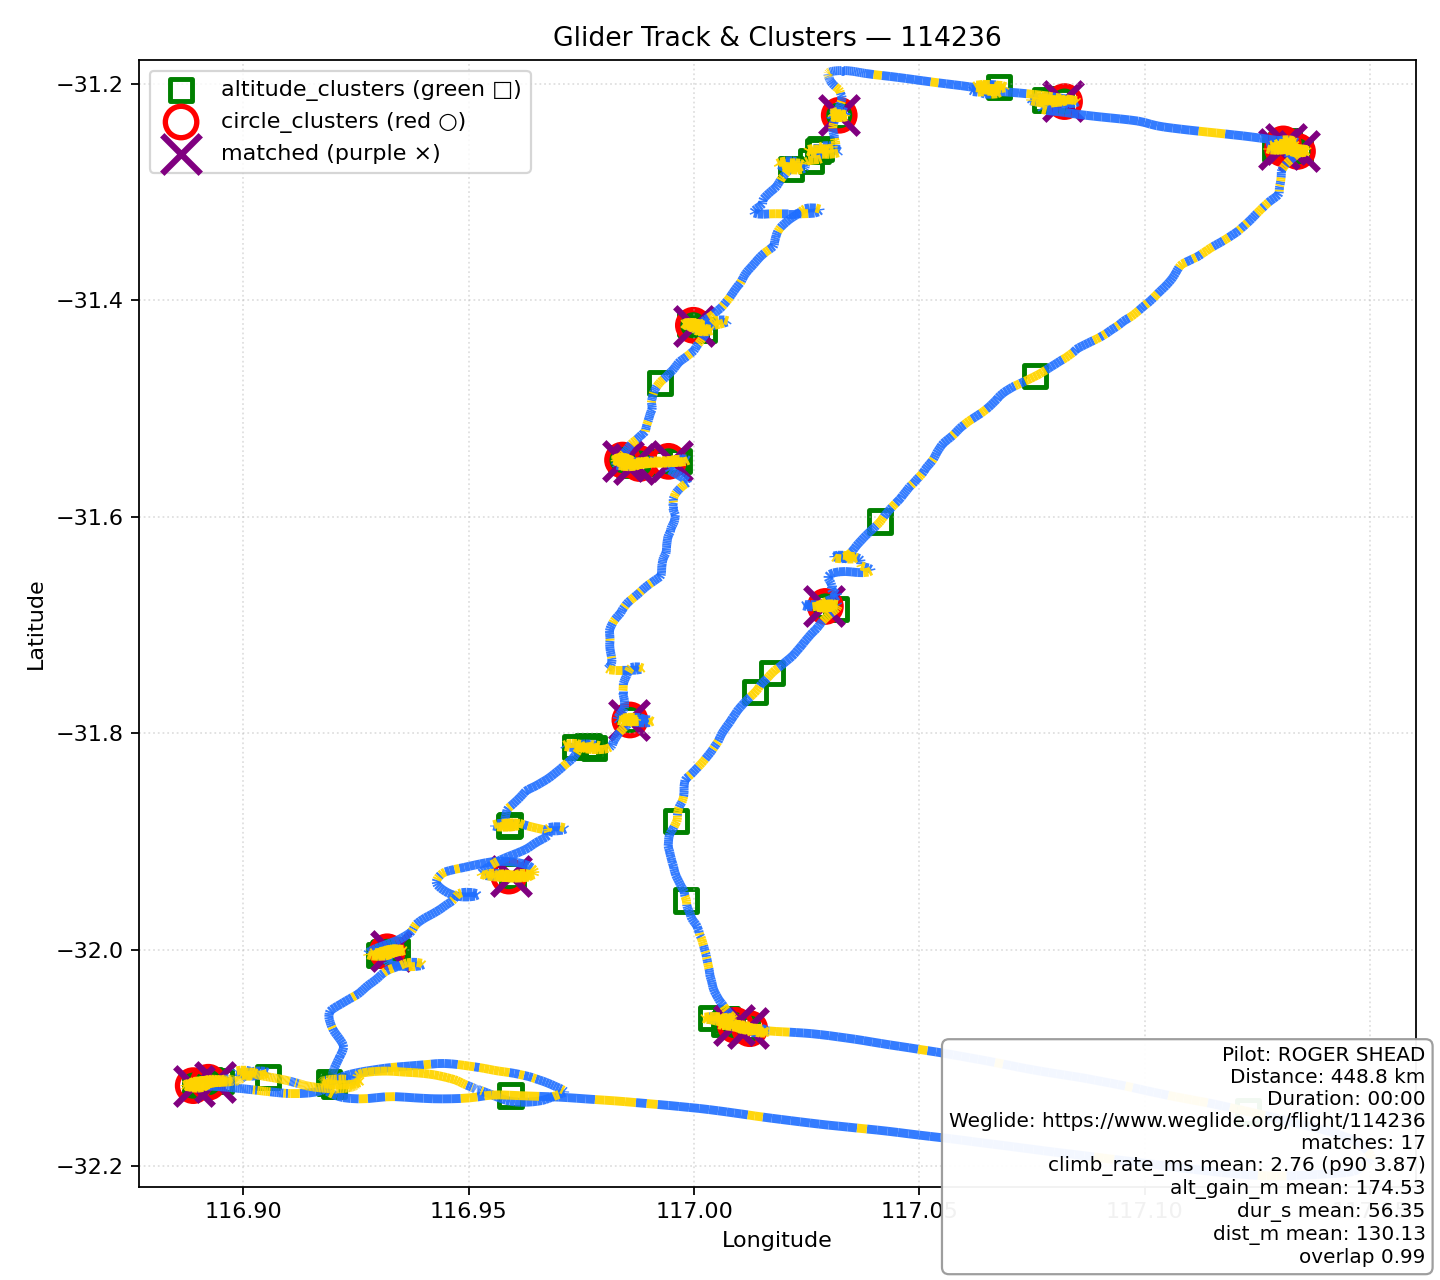 Glider Track & Clusters — 114236
altitude_clusters (green □)
circle_clusters (red ○)
matched (purple ×)
−31.2
−31.4
−31.6
−31.8
−32.0
−32.2
Latitude
116.90
116.95
117.00
117.05
117.10
Longitude
Pilot: ROGER SHEAD
Distance: 448.8 km
Duration: 00:00
Weglide: https://www.weglide.org/flight/114236
matches: 17
climb_rate_ms mean: 2.76 (p90 3.87)
alt_gain_m mean: 174.53
dur_s mean: 56.35
dist_m mean: 130.13
overlap 0.99